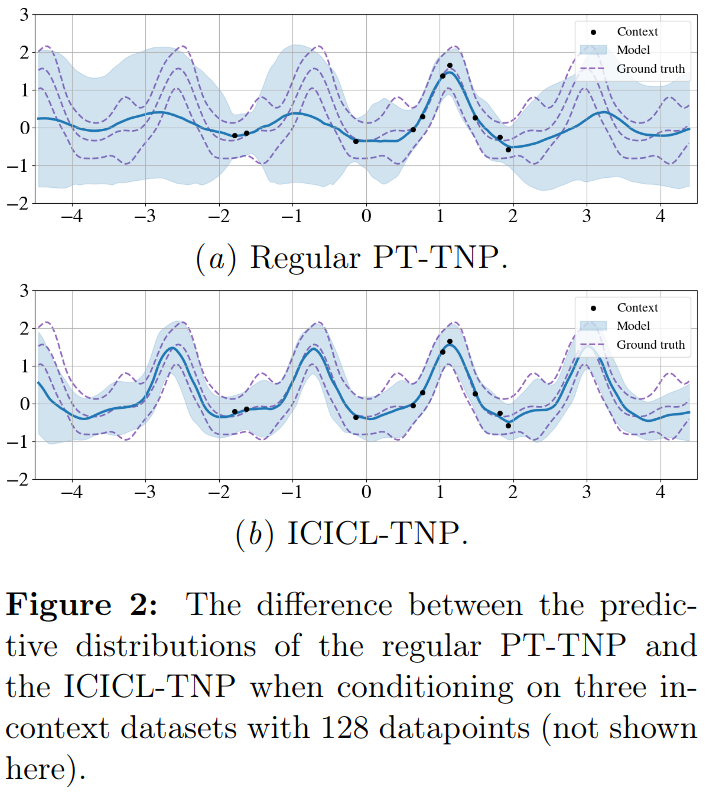 3
2
1
0
−1
−2
−4
−3
−2
−1
0
1
2
3
4
Context
Model
Ground truth
(a) Regular PT-TNP.
3
2
1
0
−1
−2
−4
−3
−2
−1
0
1
2
3
4
Context
Model
Ground truth
(b) ICICL-TNP.
Figure 2: The difference between the predic-
tive distributions of the regular PT-TNP and
the ICICL-TNP when conditioning on three in-
context datasets with 128 datapoints (not shown
here).